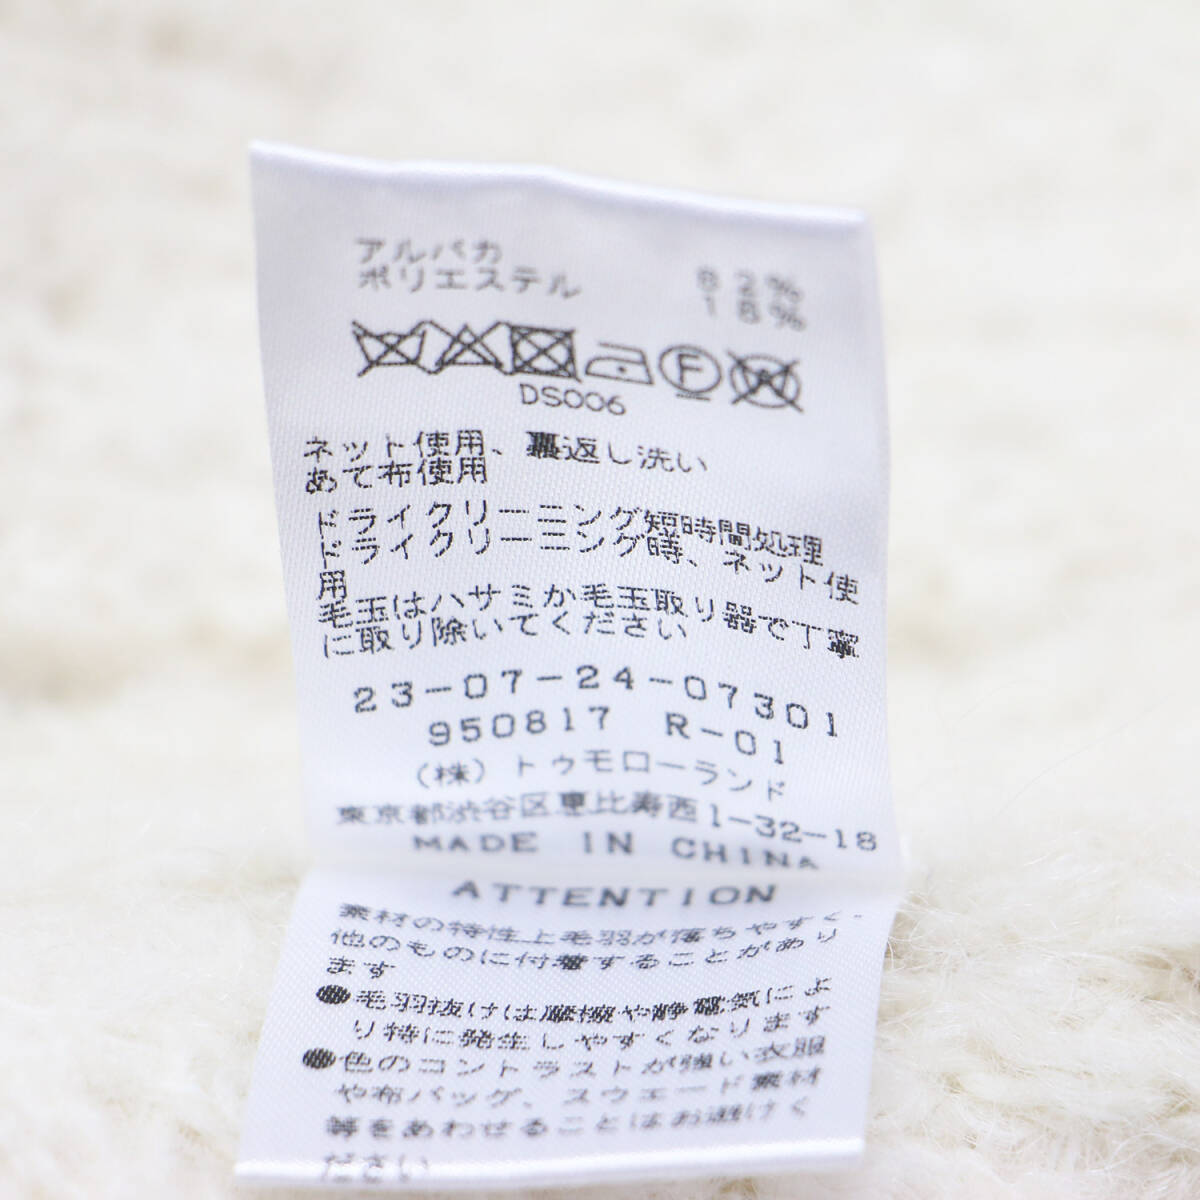 アルパカ 82%
ポリエステル 18%
F W
DS006
ネット使用、裏返し洗い
あて布使用
ドライクリーニング短時間処理
ドライクリーニング時、ネット使
用
毛玉はハサミか毛玉取り器で丁寧
に取り除いてください
23-07-24-07301
950817 R-01
(株)トゥモローランド
東京都渋谷区恵比寿西1-32-18
MADE IN CHINA
ATTENTION
素材の特性上毛羽が落ちやすく、
他のものに付着することがあり
ます
●毛羽抜けは摩擦や静電気によ
り特に発生しやすくなります
●色のコントラストが強い衣服
や布バッグ、スウェード素材
等をあわせることはお避けく
ださい